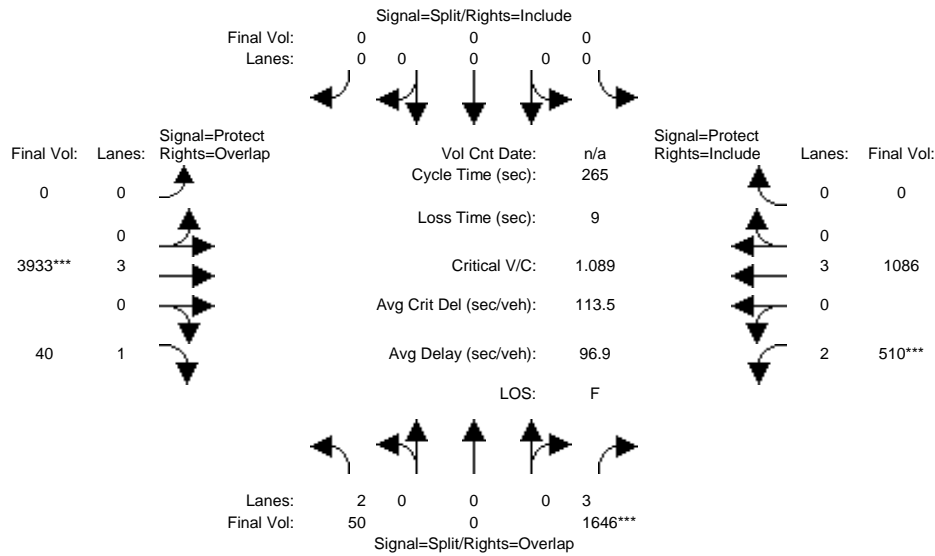 Signal=Split/Rights=Include
Final Vol: 0 0 0
Lanes: 0 0 0 0 0
Signal=Protect Signal=Protect
Final Vol: Lanes: Rights=Overlap Vol Cnt Date: n/a Rights=Include Lanes: Final Vol:
Cycle Time (sec): 265
0 0 0 0
Loss Time (sec): 9
0 0
3933*** 3 Critical V/C: 1.089 3 1086
0 Avg Crit Del (sec/veh): 113.5 0
40 1 Avg Delay (sec/veh): 96.9 2 510***
LOS: F
Lanes: 2 0 0 0 3
Final Vol: 50 0 1646***
Signal=Split/Rights=Overlap